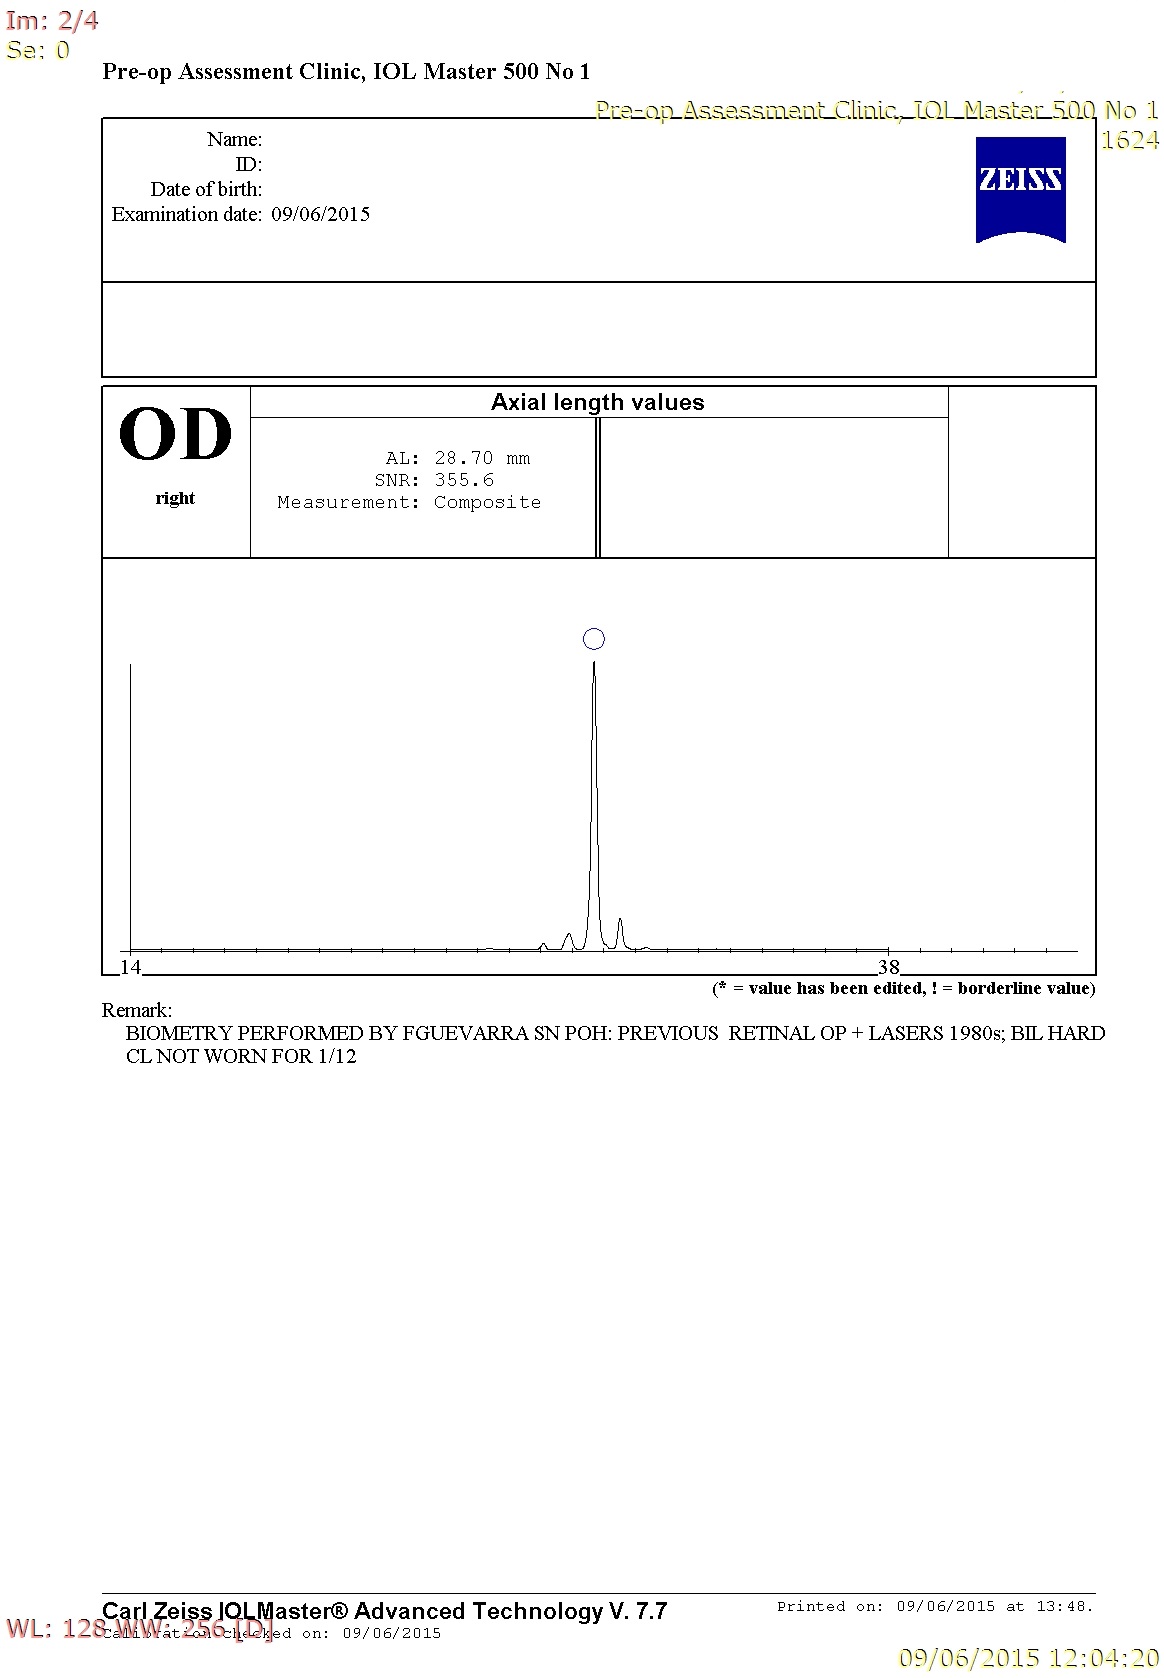 Im: 2/4
Se: 0
Pre-op Assessment Clinic, IOL Master 500 No 1
Pre-op Assessment Clinic, IOL Master 500 No 1
1624
Name:
ID:
Date of birth:
Examination date: 09/06/2015
ZEISS
OD
right
Axial length values
AL: 28.70 mm
SNR: 355.6
Measurement: Composite
14
38
(* = value has been edited, ! = borderline value)
Remark:
BIOMETRY PERFORMED BY FGUEVARRA SN POH: PREVIOUS RETINAL OP + LASERS 1980s; BIL HARD
CL NOT WORN FOR 1/12
Carl Zeiss IOLMaster® Advanced Technology V. 7.7
Printed on: 09/06/2015 at 13:48.
WL: 128 WW: 256 [D]
Calibration checked on: 09/06/2015
09/06/2015 12:04:20